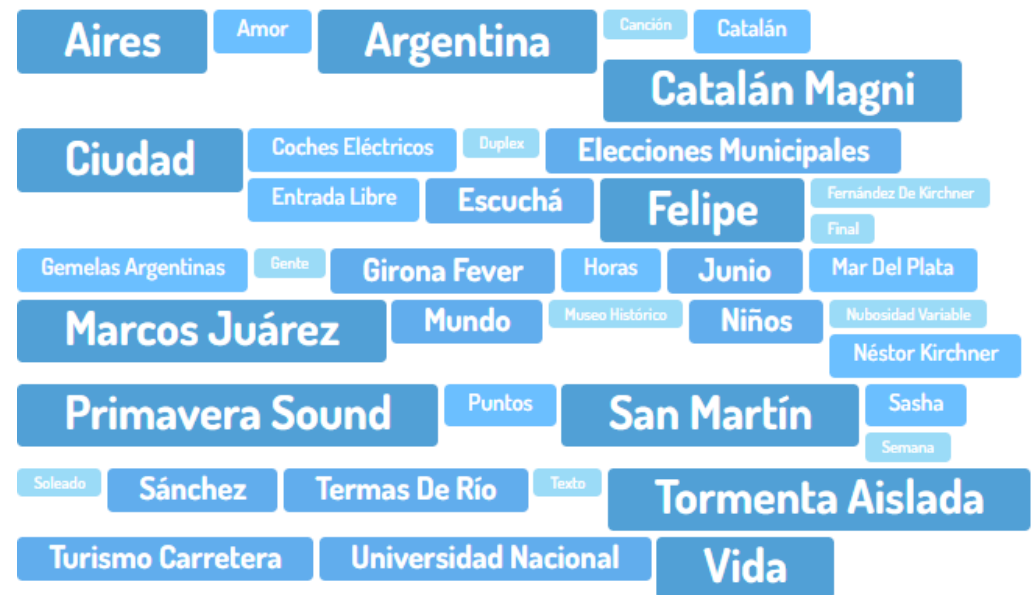 Aires Amor Argentina Canción Catalán
Catalán Magni
Ciudad Coches Eléctricos Duplex Elecciones Municipales
Entrada Libre Escuchá Felipe Fernández De Kirchner
Final
Gemelas Argentinas Gente Girona Fever Horas Junio Mar Del Plata
Marcos Juárez Mundo Museo Histórico Niños Nubosidad Variable
Néstor Kirchner
Primavera Sound Puntos San Martín Sasha
Semana
Soleado Sánchez Termas De Río Texto Tormenta Aislada
Turismo Carretera Universidad Nacional Vida